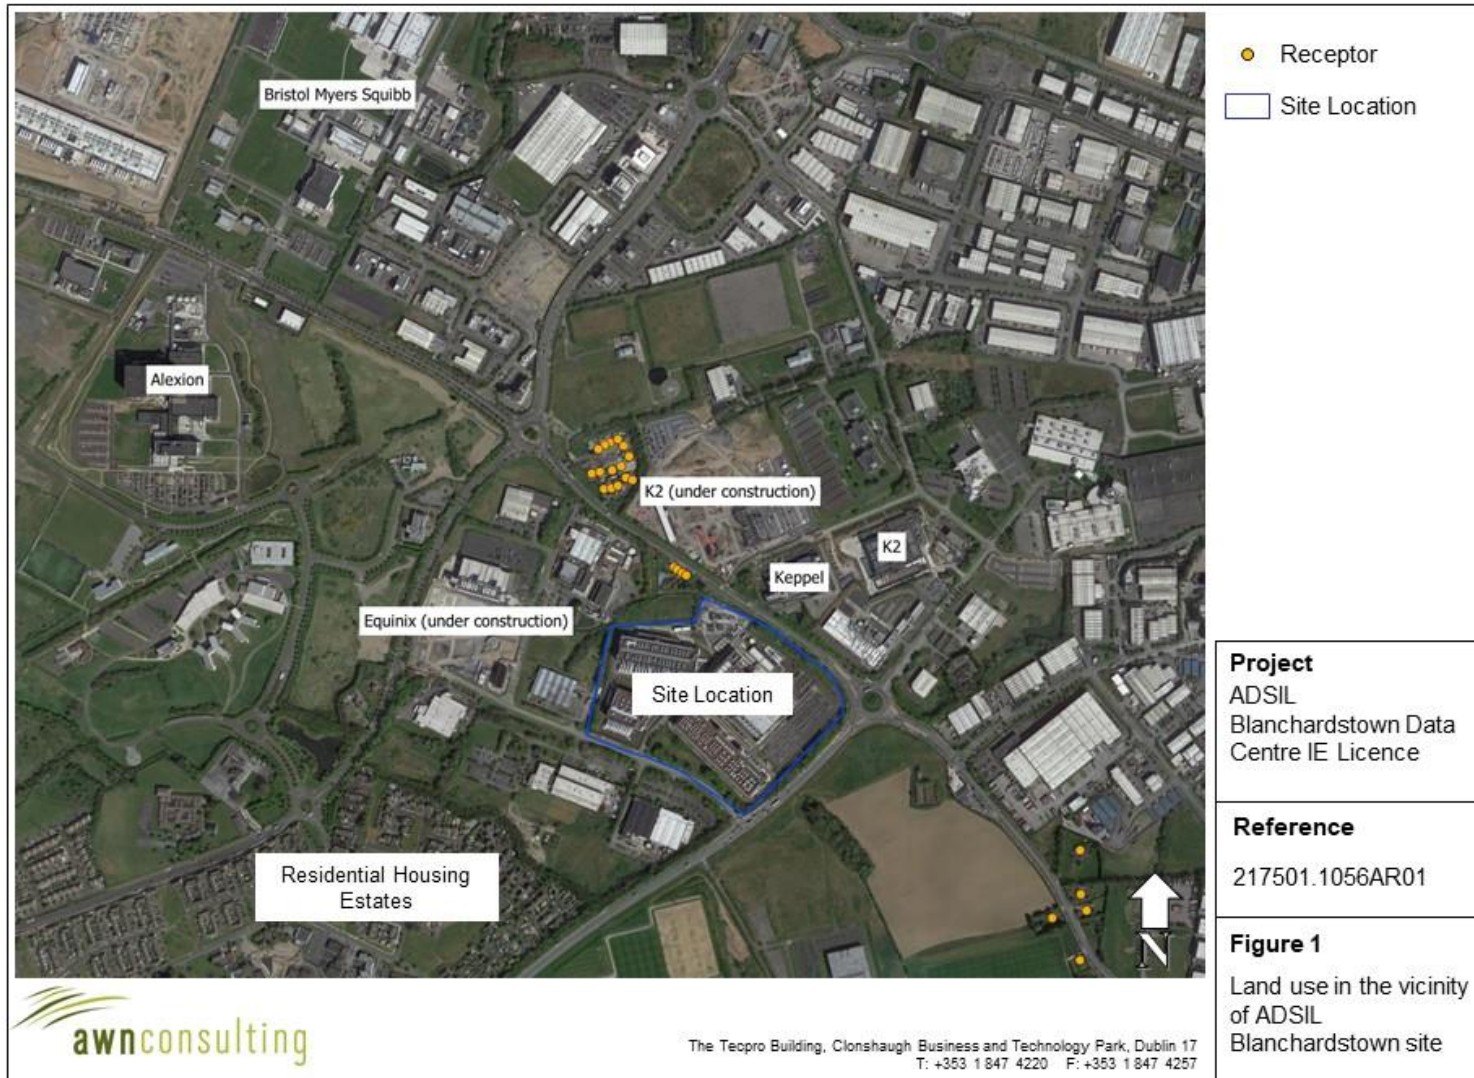 Bristol Myers Squibb
Alexion
K2 (under construction)
K2
Keppel
Equinix (under construction)
Site Location
Residential Housing
Estates
N
Receptor
Site Location
Project
ADSIL
Blanchardstown Data
Centre IE Licence
Reference
217501.1056AR01
Figure 1
Land use in the vicinity
of ADSIL
Blanchardstown site
awnconsulting
The Tecpro Building, Clonshaugh Business and Technology Park, Dublin 17
T: +353 1 847 4220 F: +353 1 847 4257